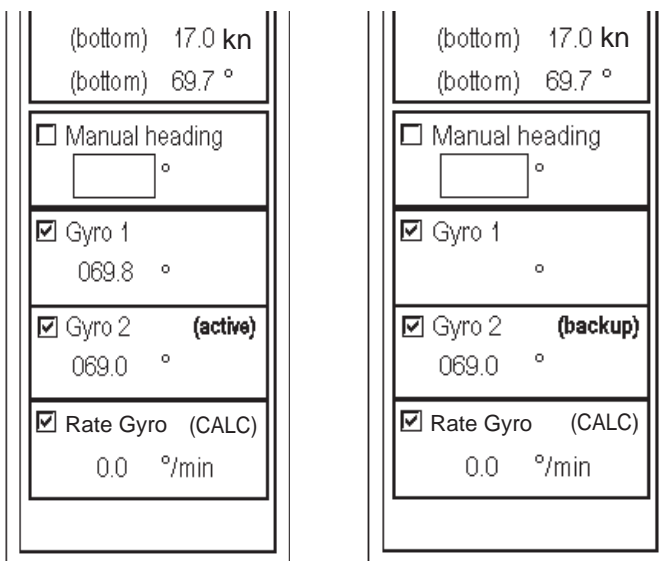 (bottom) 17.0 kn
(bottom) 69.7 °
Manual heading
°
Gyro 1
069.8 °
Gyro 2 (active)
069.0 °
Rate Gyro (CALC)
0.0 °/min
(bottom) 17.0 kn
(bottom) 69.7 °
Manual heading
°
Gyro 1
°
Gyro 2 (backup)
069.0 °
Rate Gyro (CALC)
0.0 °/min